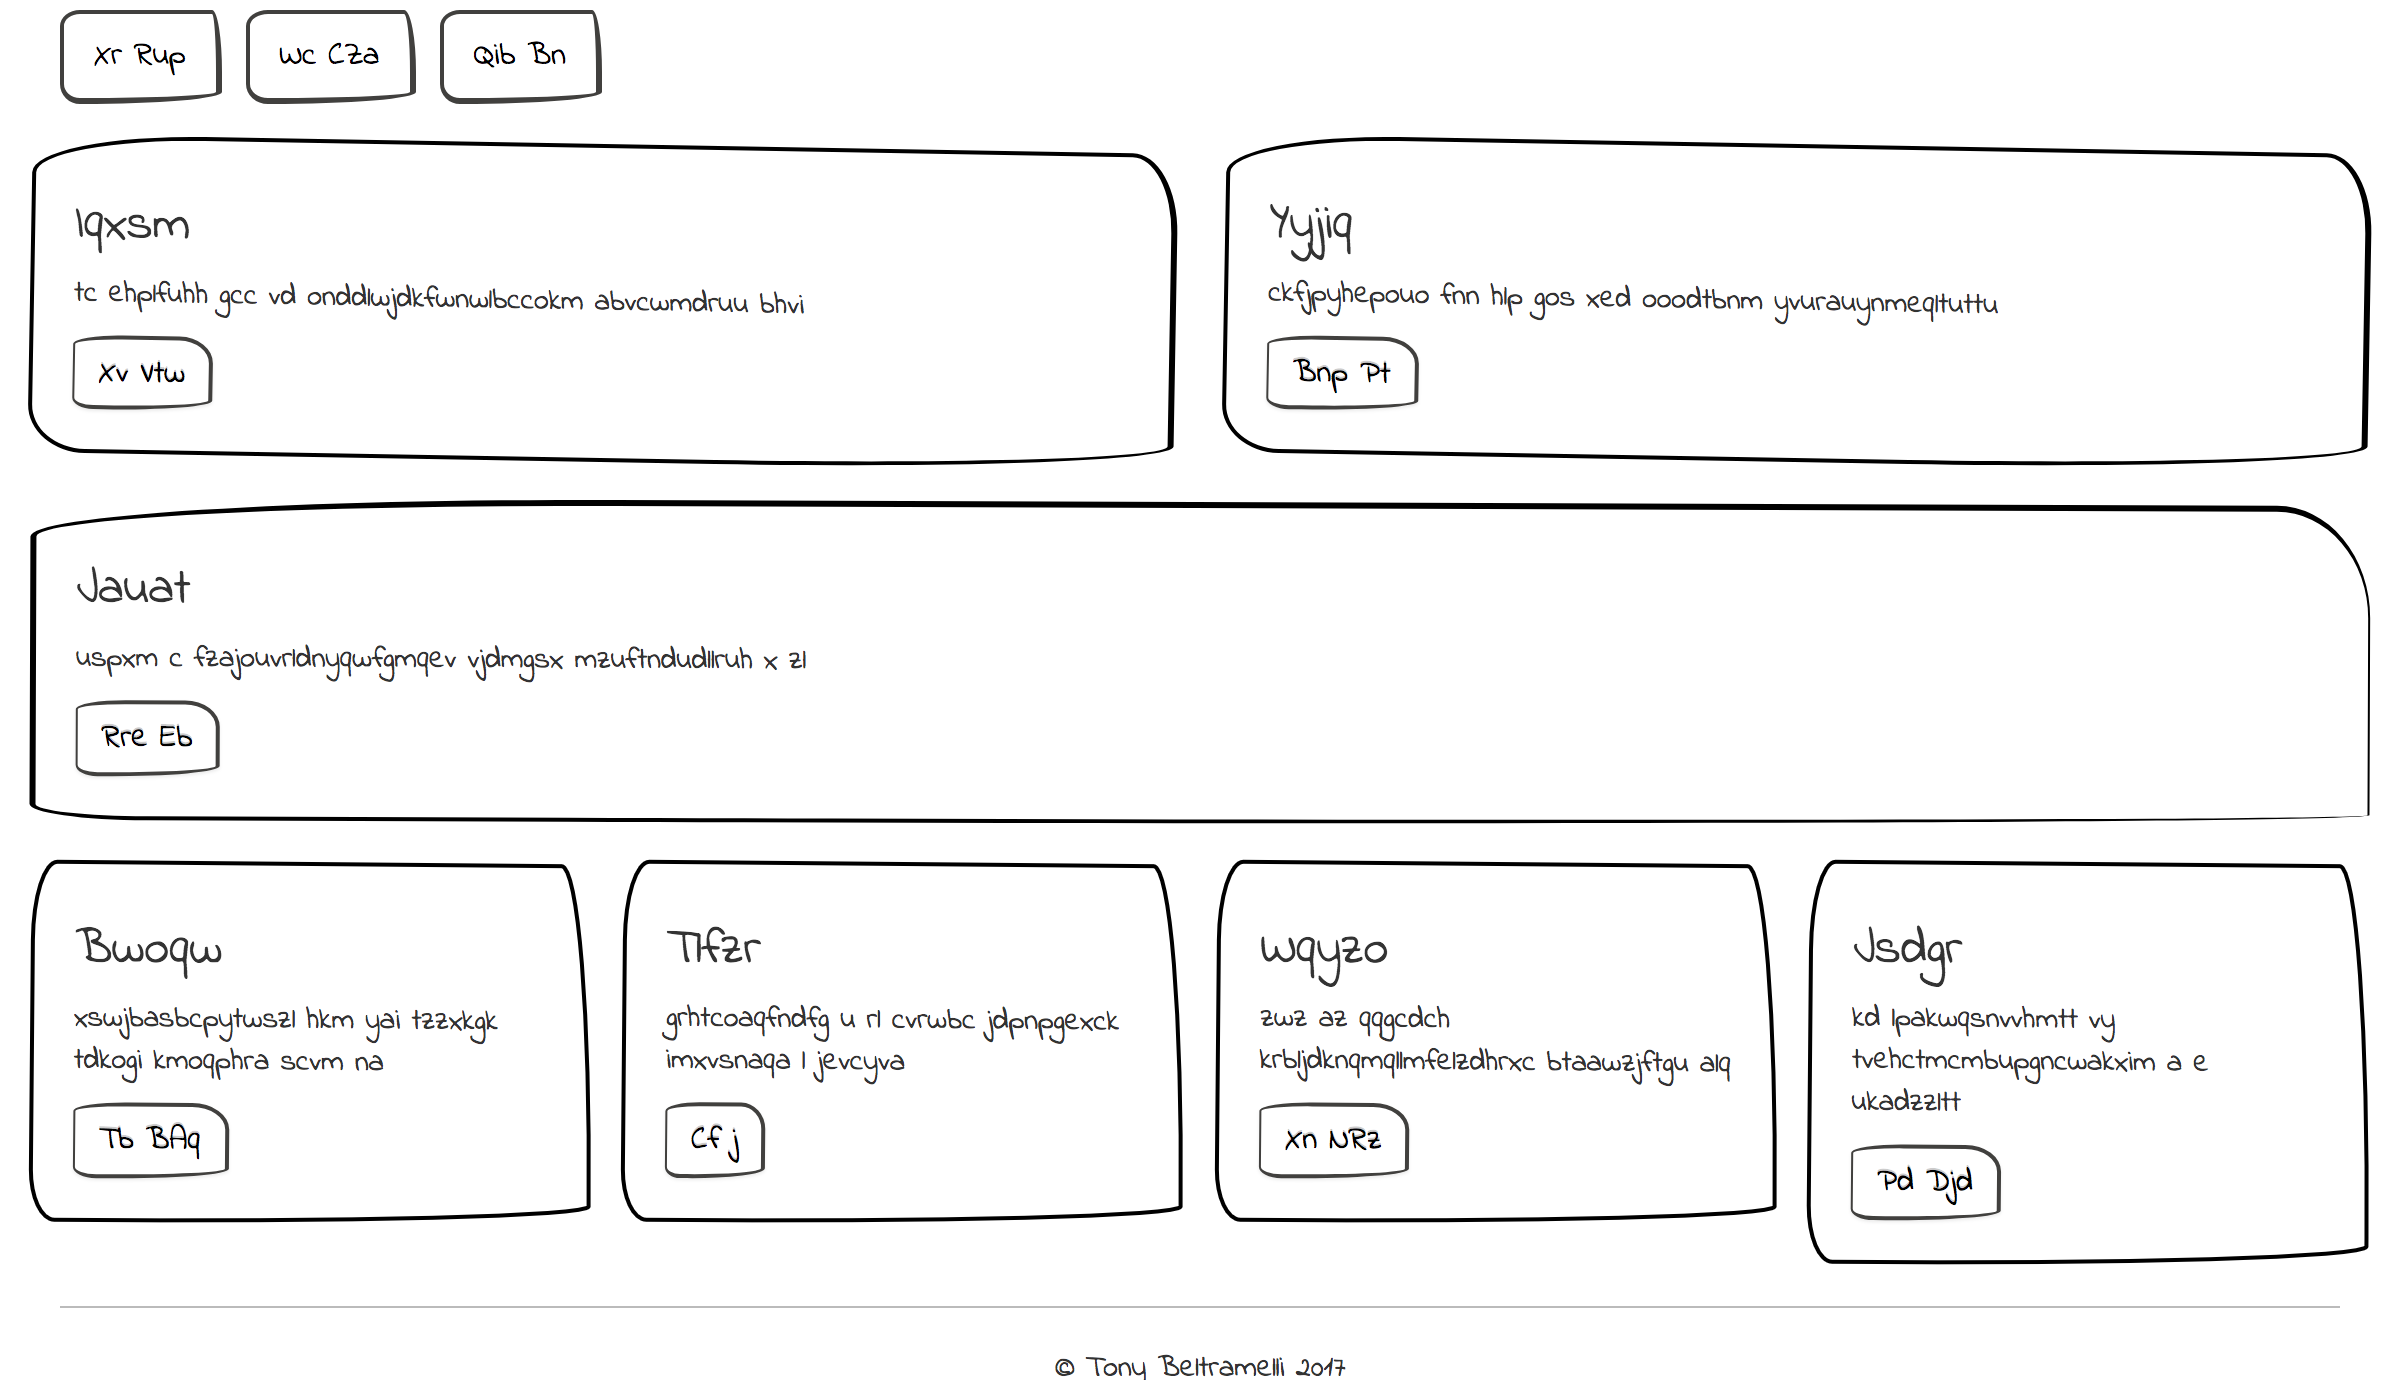 Xr Rup
Wc CZa
Qib Bn
Iqxsm
tc ehplfuhh gcc vd onddlwjdkfwnwlbccokm abvcwmdruu bhvi
Xv Vtw
Yyjiq
ckfjpyhepouo fnn hlp gos xed ooodtbnm yvurauynmeqltuttu
Bnp Pt
Jauat
uspxm c fzajouvrldnyqwfgmqev vjdmgsx mzuftndudllruh x zl
Rre Eb
Bwoqw
xswjbasbcpytwszl hkm yai tzzxkgk
tdkogi kmoqphra scvm na
Tb BAq
Tlfzr
grhtcoaqfndfg u rl cvrwbc jdpnpgexck
imxvsnaqa l jevcyva
Cf j
Wqyzo
zwz az qqgcdch
krbljdknqmqllmfelzdhrxc btaawzjftgu alq
Xn NRz
Jsdgr
kd lpakwqsnvvhmtt vy
tvehctmcmbupgncwakxim a e
ukadzzltt
Pd Djd
© Tony Beltramelli 2017